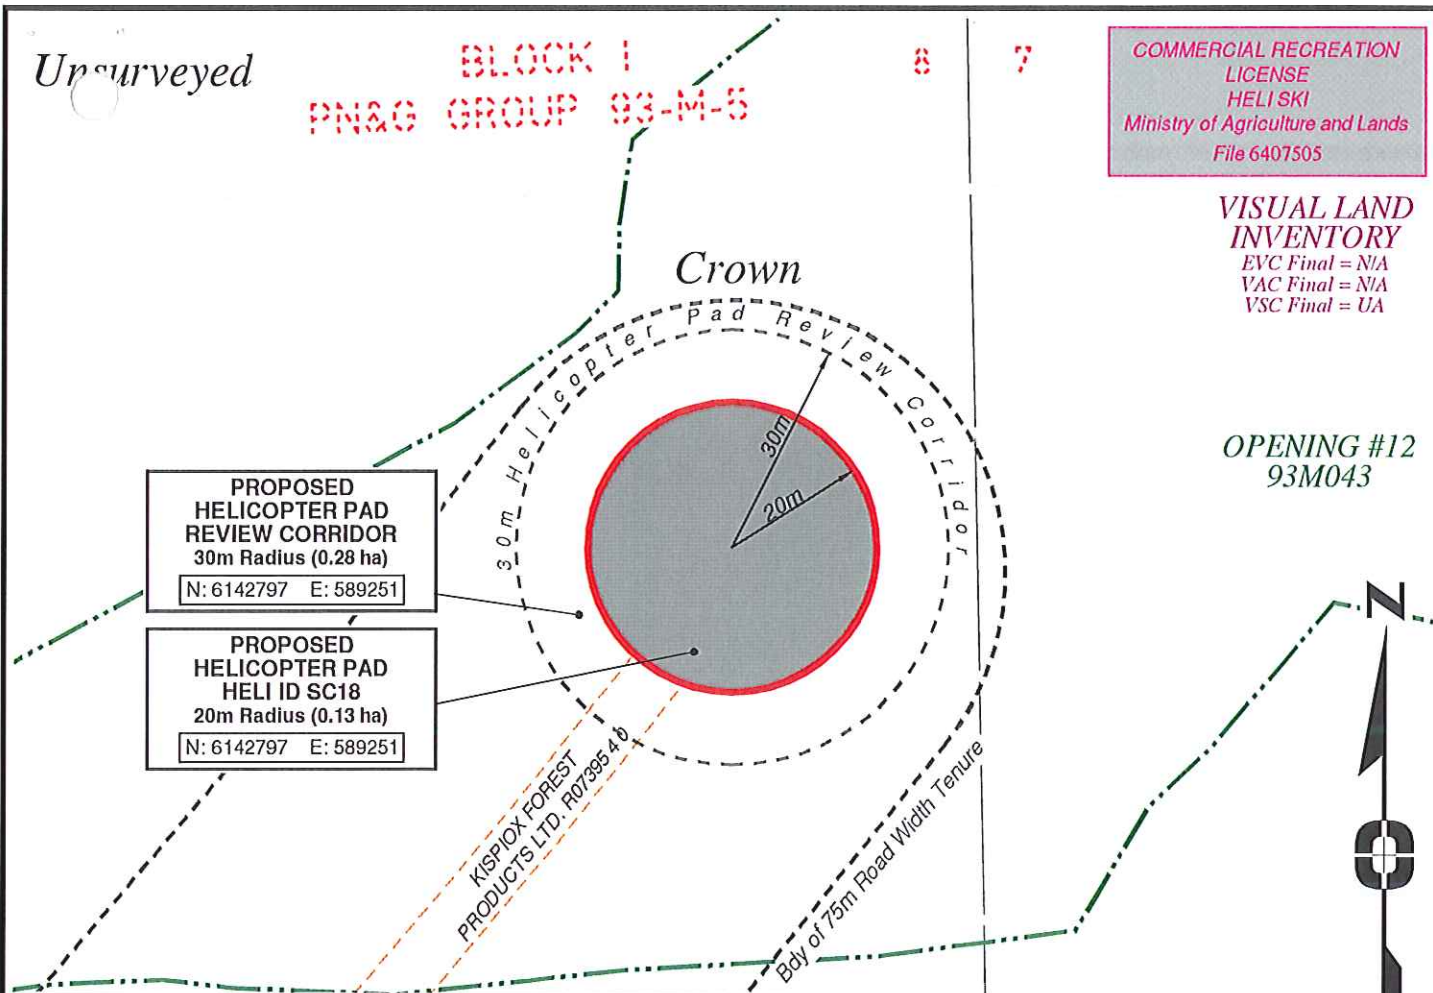 Unsurveyed
BLOCK I
PN&G GROUP 93-M-5
8 7
COMMERCIAL RECREATION
LICENSE
HELI SKI
Ministry of Agriculture and Lands
File 6407505
VISUAL LAND
INVENTORY
EVC Final = N/A
VAC Final = N/A
VSC Final = UA
Crown
30m Helicopter Pad Review Corridor
30m
20m
OPENING #12
93M043
PROPOSED
HELICOPTER PAD
REVIEW CORRIDOR
30m Radius (0.28 ha)
N: 6142797 E: 589251
PROPOSED
HELICOPTER PAD
HELI ID SC18
20m Radius (0.13 ha)
N: 6142797 E: 589251
KISPIOX FOREST
PRODUCTS LTD. R07395 4 0
Bdy of 75m Road Width Tenure
N